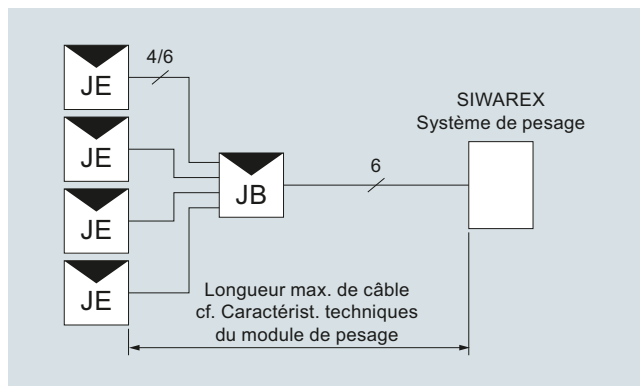 JE
4/6
JE
JE
JE
JB
6
SIWAREX
Système de pesage
Longueur max. de câble
cf. Caractérist. techniques
du module de pesage